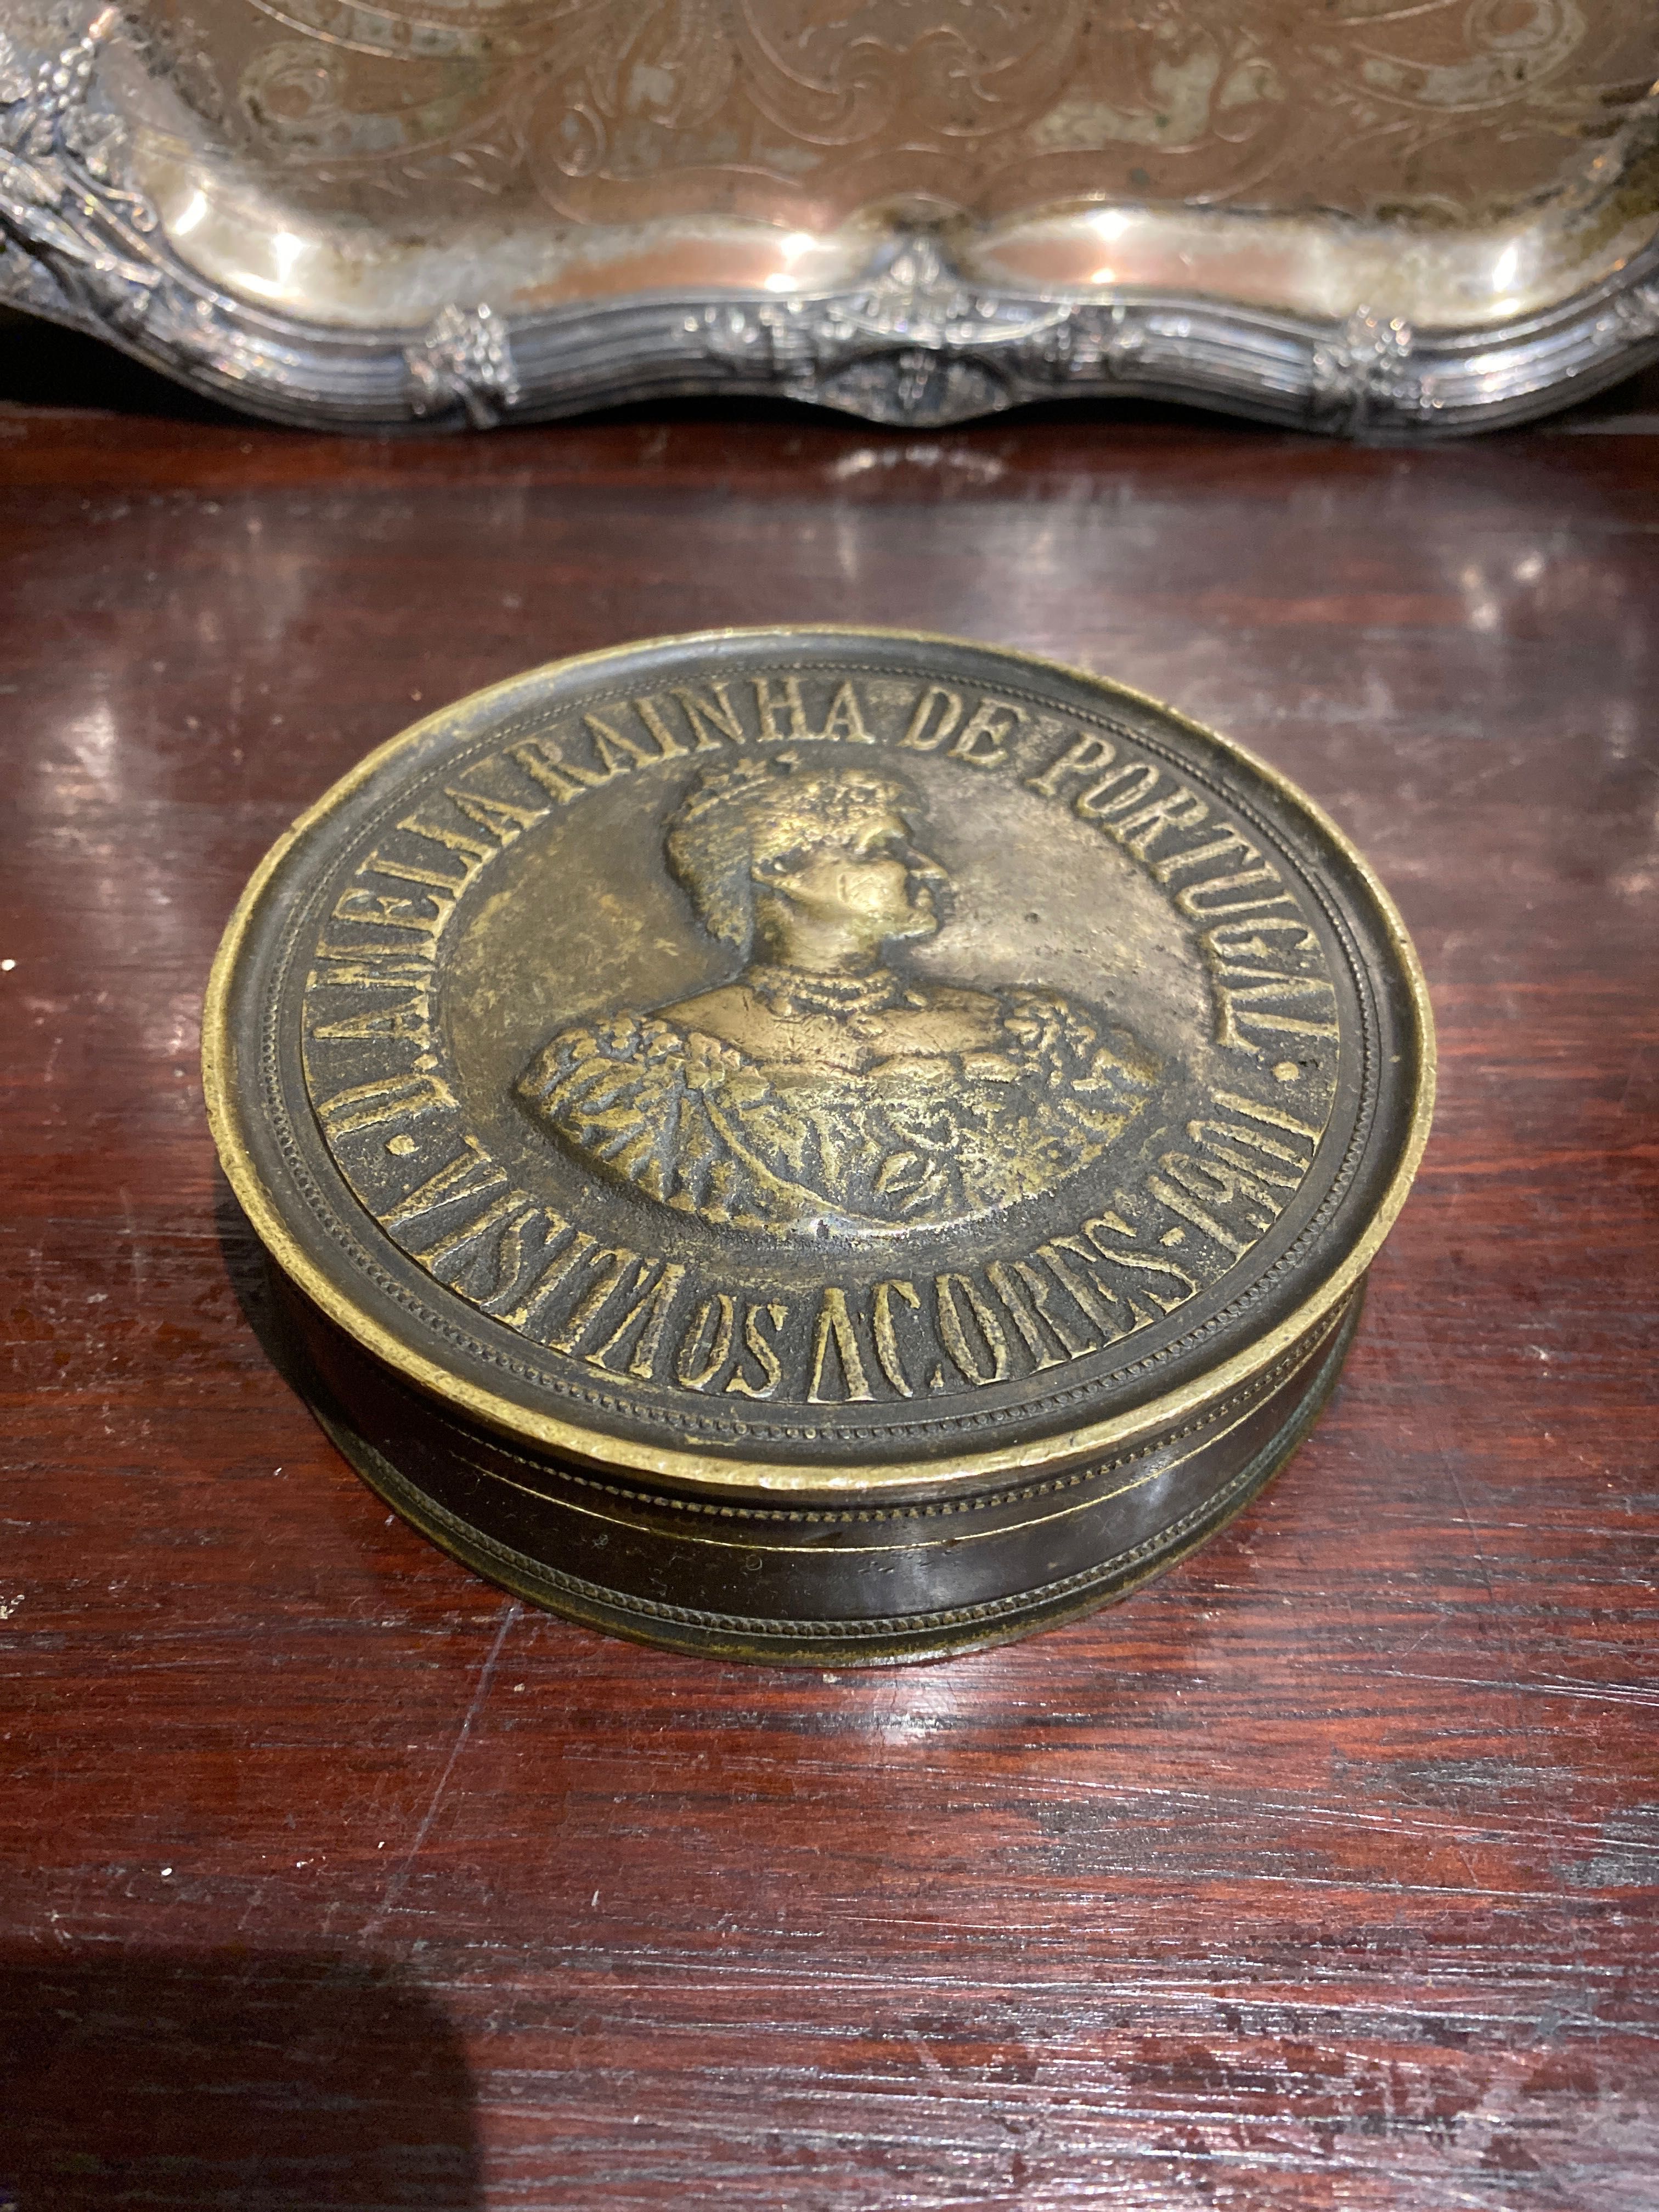 D. AMELIA RAINHA DE PORTUGAL.
VISITA OS AÇORES-1901.